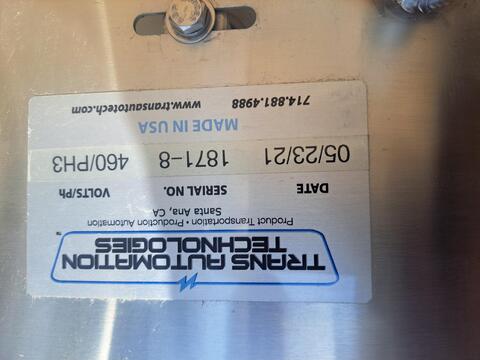 TRANS AUTOMATION
TECHNOLOGIES™
Product Transportation • Production Automation
Santa Ana, CA
DATE SERIAL NO. VOLTS/Ph
05/23/21 1871-8 460/PH3
MADE IN USA
714.881.4988 www.transautotech.com